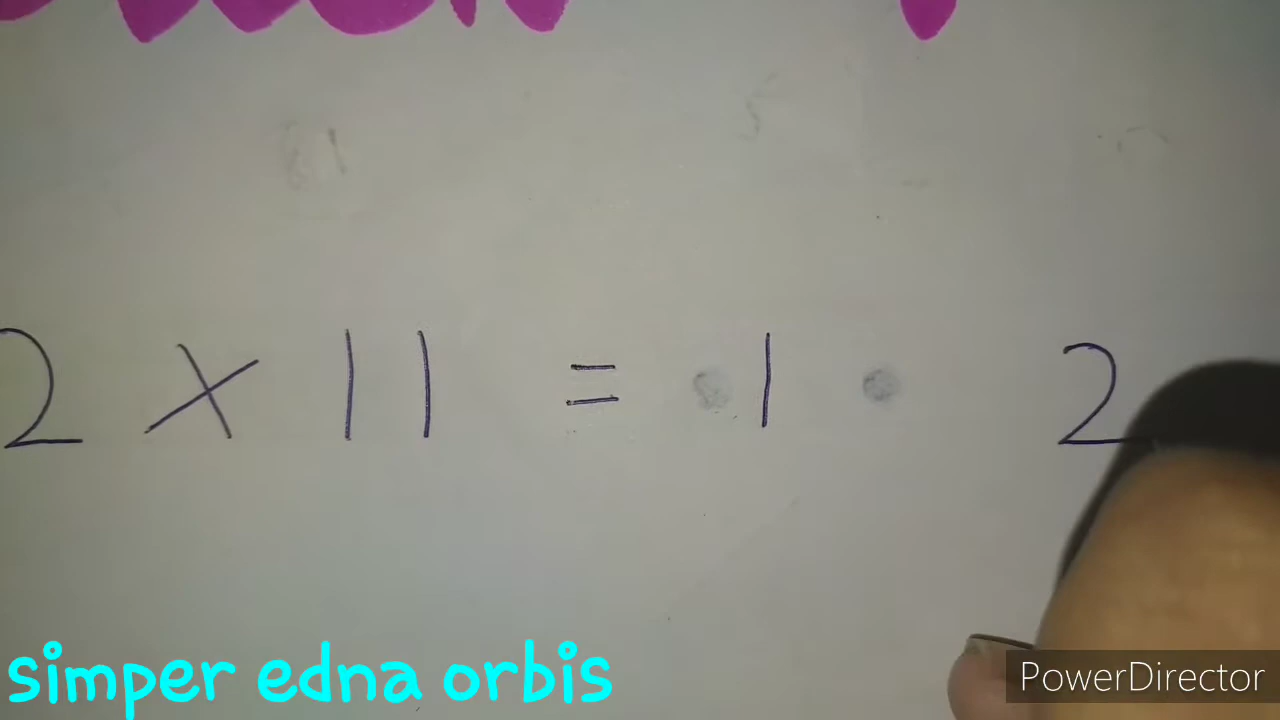 2 × 11 = 1 2
simper edna orbis
PowerDirector